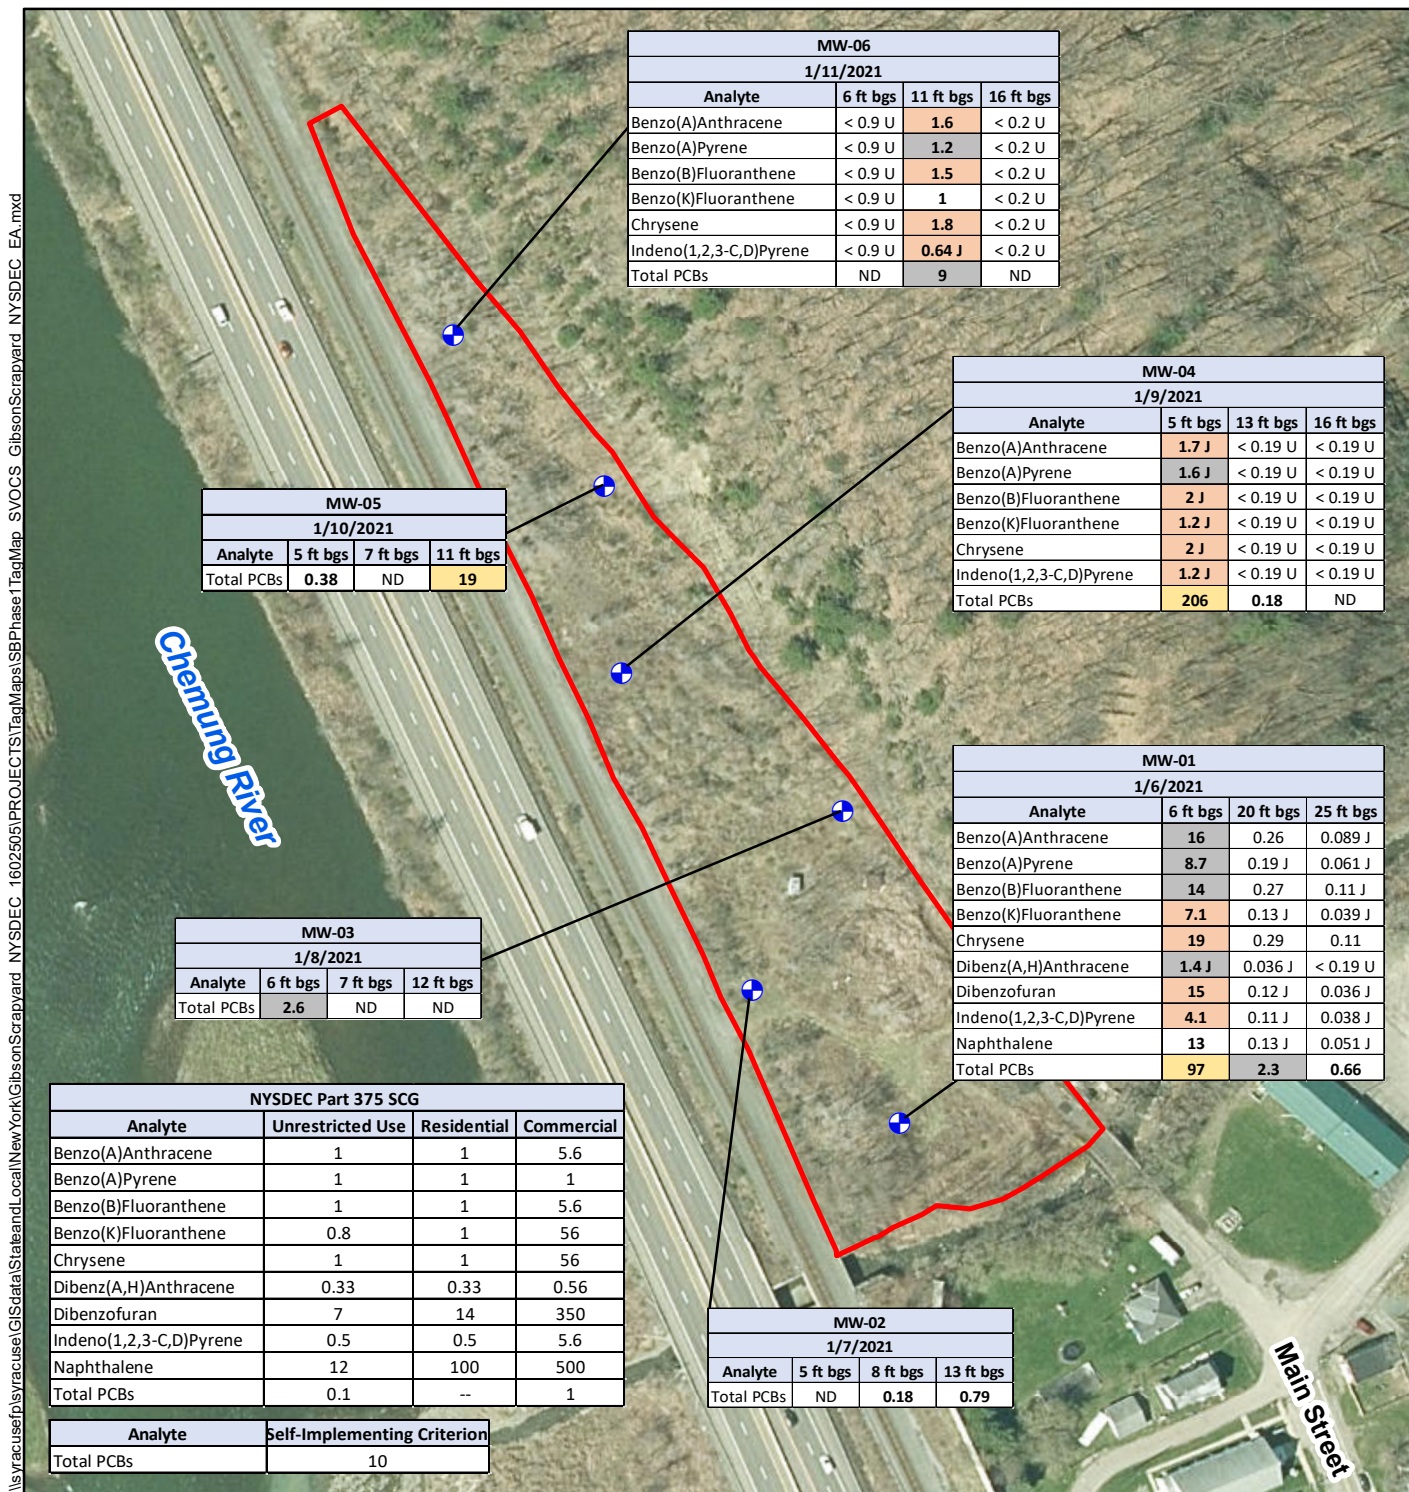 \\syracusefp\syracuse\GISdata\StateandLocal\NewYork\GibsonScrapyard_NYSDEC_1602505\PROJECTS\TagMaps\SBPhase1TagMap_SVOCS_GibsonScrapyard_NYSDEC_EA.mxd
MW-06
1/11/2021
Analyte 6 ft bgs 11 ft bgs 16 ft bgs
Benzo(A)Anthracene < 0.9 U 1.6 < 0.2 U
Benzo(A)Pyrene < 0.9 U 1.2 < 0.2 U
Benzo(B)Fluoranthene < 0.9 U 1.5 < 0.2 U
Benzo(K)Fluoranthene < 0.9 U 1 < 0.2 U
Chrysene < 0.9 U 1.8 < 0.2 U
Indeno(1,2,3-C,D)Pyrene < 0.9 U 0.64 J < 0.2 U
Total PCBs ND 9 ND
MW-04
1/9/2021
Analyte 5 ft bgs 13 ft bgs 16 ft bgs
Benzo(A)Anthracene 1.7 J < 0.19 U < 0.19 U
Benzo(A)Pyrene 1.6 J < 0.19 U < 0.19 U
Benzo(B)Fluoranthene 2 J < 0.19 U < 0.19 U
Benzo(K)Fluoranthene 1.2 J < 0.19 U < 0.19 U
Chrysene 2 J < 0.19 U < 0.19 U
Indeno(1,2,3-C,D)Pyrene 1.2 J < 0.19 U < 0.19 U
Total PCBs 206 0.18 ND
MW-05
1/10/2021
Analyte 5 ft bgs 7 ft bgs 11 ft bgs
Total PCBs 0.38 ND 19
Chemung River
MW-01
1/6/2021
Analyte 6 ft bgs 20 ft bgs 25 ft bgs
Benzo(A)Anthracene 16 0.26 0.089 J
Benzo(A)Pyrene 8.7 0.19 J 0.061 J
Benzo(B)Fluoranthene 14 0.27 0.11 J
Benzo(K)Fluoranthene 7.1 0.13 J 0.039 J
Chrysene 19 0.29 0.11
Dibenz(A,H)Anthracene 1.4 J 0.036 J < 0.19 U
Dibenzofuran 15 0.12 J 0.036 J
Indeno(1,2,3-C,D)Pyrene 4.1 0.11 J 0.038 J
Naphthalene 13 0.13 J 0.051 J
Total PCBs 97 2.3 0.66
MW-03
1/8/2021
Analyte 6 ft bgs 7 ft bgs 12 ft bgs
Total PCBs 2.6 ND ND
NYSDEC Part 375 SCG
Analyte Unrestricted Use Residential Commercial
Benzo(A)Anthracene 1 1 5.6
Benzo(A)Pyrene 1 1 1
Benzo(B)Fluoranthene 1 1 5.6
Benzo(K)Fluoranthene 0.8 1 56
Chrysene 1 1 56
Dibenz(A,H)Anthracene 0.33 0.33 0.56
Dibenzofuran 7 14 350
Indeno(1,2,3-C,D)Pyrene 0.5 0.5 5.6
Naphthalene 12 100 500
Total PCBs 0.1 -- 1
Analyte Self-Implementing Criterion
Total PCBs 10
MW-02
1/7/2021
Analyte 5 ft bgs 8 ft bgs 13 ft bgs
Total PCBs ND 0.18 0.79
Main Street